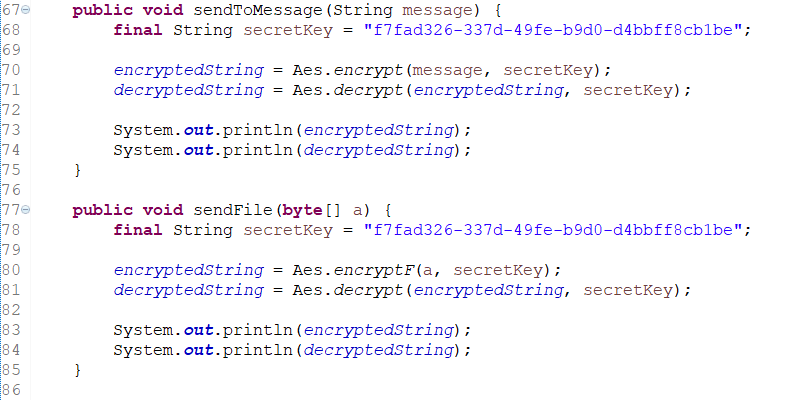 67 public void sendToMessage(String message) {
68 final String secretKey = "f7fad326-337d-49fe-b9d0-d4bbff8cb1be";
69
70 encryptedString = Aes.encrypt(message, secretKey);
71 decryptedString = Aes.decrypt(encryptedString, secretKey);
72
73 System.out.println(encryptedString);
74 System.out.println(decryptedString);
75 }
76
77 public void sendFile(byte[] a) {
78 final String secretKey = "f7fad326-337d-49fe-b9d0-d4bbff8cb1be";
79
80 encryptedString = Aes.encryptF(a, secretKey);
81 decryptedString = Aes.decrypt(encryptedString, secretKey);
82
83 System.out.println(encryptedString);
84 System.out.println(decryptedString);
85 }
86